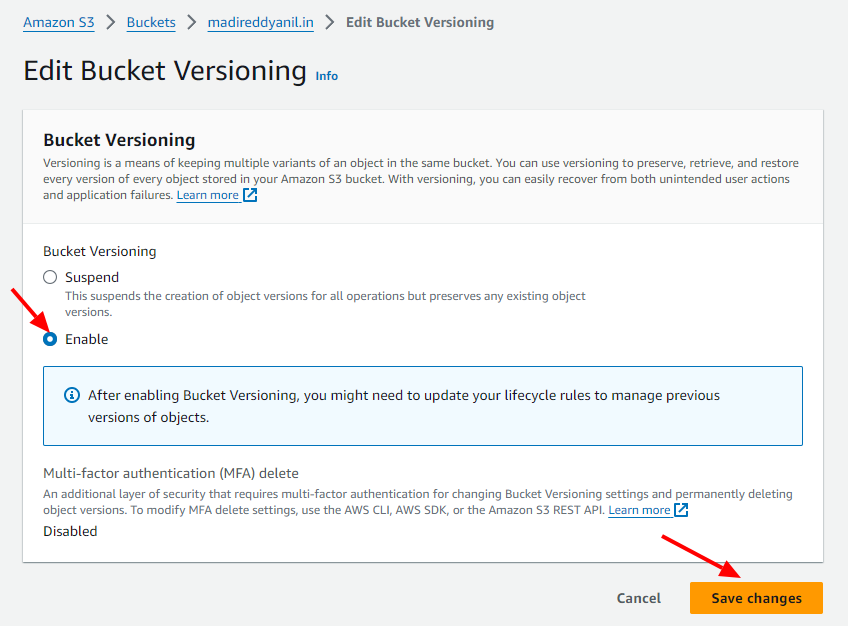 Amazon S3 > Buckets > madireddyanil.in > Edit Bucket Versioning
Edit Bucket Versioning Info
Bucket Versioning
Versioning is a means of keeping multiple variants of an object in the same bucket. You can use versioning to preserve, retrieve, and restore
every version of every object stored in your Amazon S3 bucket. With versioning, you can easily recover from both unintended user actions
and application failures. Learn more
Bucket Versioning
Suspend
This suspends the creation of object versions for all operations but preserves any existing object
versions.
Enable
After enabling Bucket Versioning, you might need to update your lifecycle rules to manage previous
versions of objects.
Multi-factor authentication (MFA) delete
An additional layer of security that requires multi-factor authentication for changing Bucket Versioning settings and permanently deleting
object versions. To modify MFA delete settings, use the AWS CLI, AWS SDK, or the Amazon S3 REST API. Learn more
Disabled
Cancel Save changes